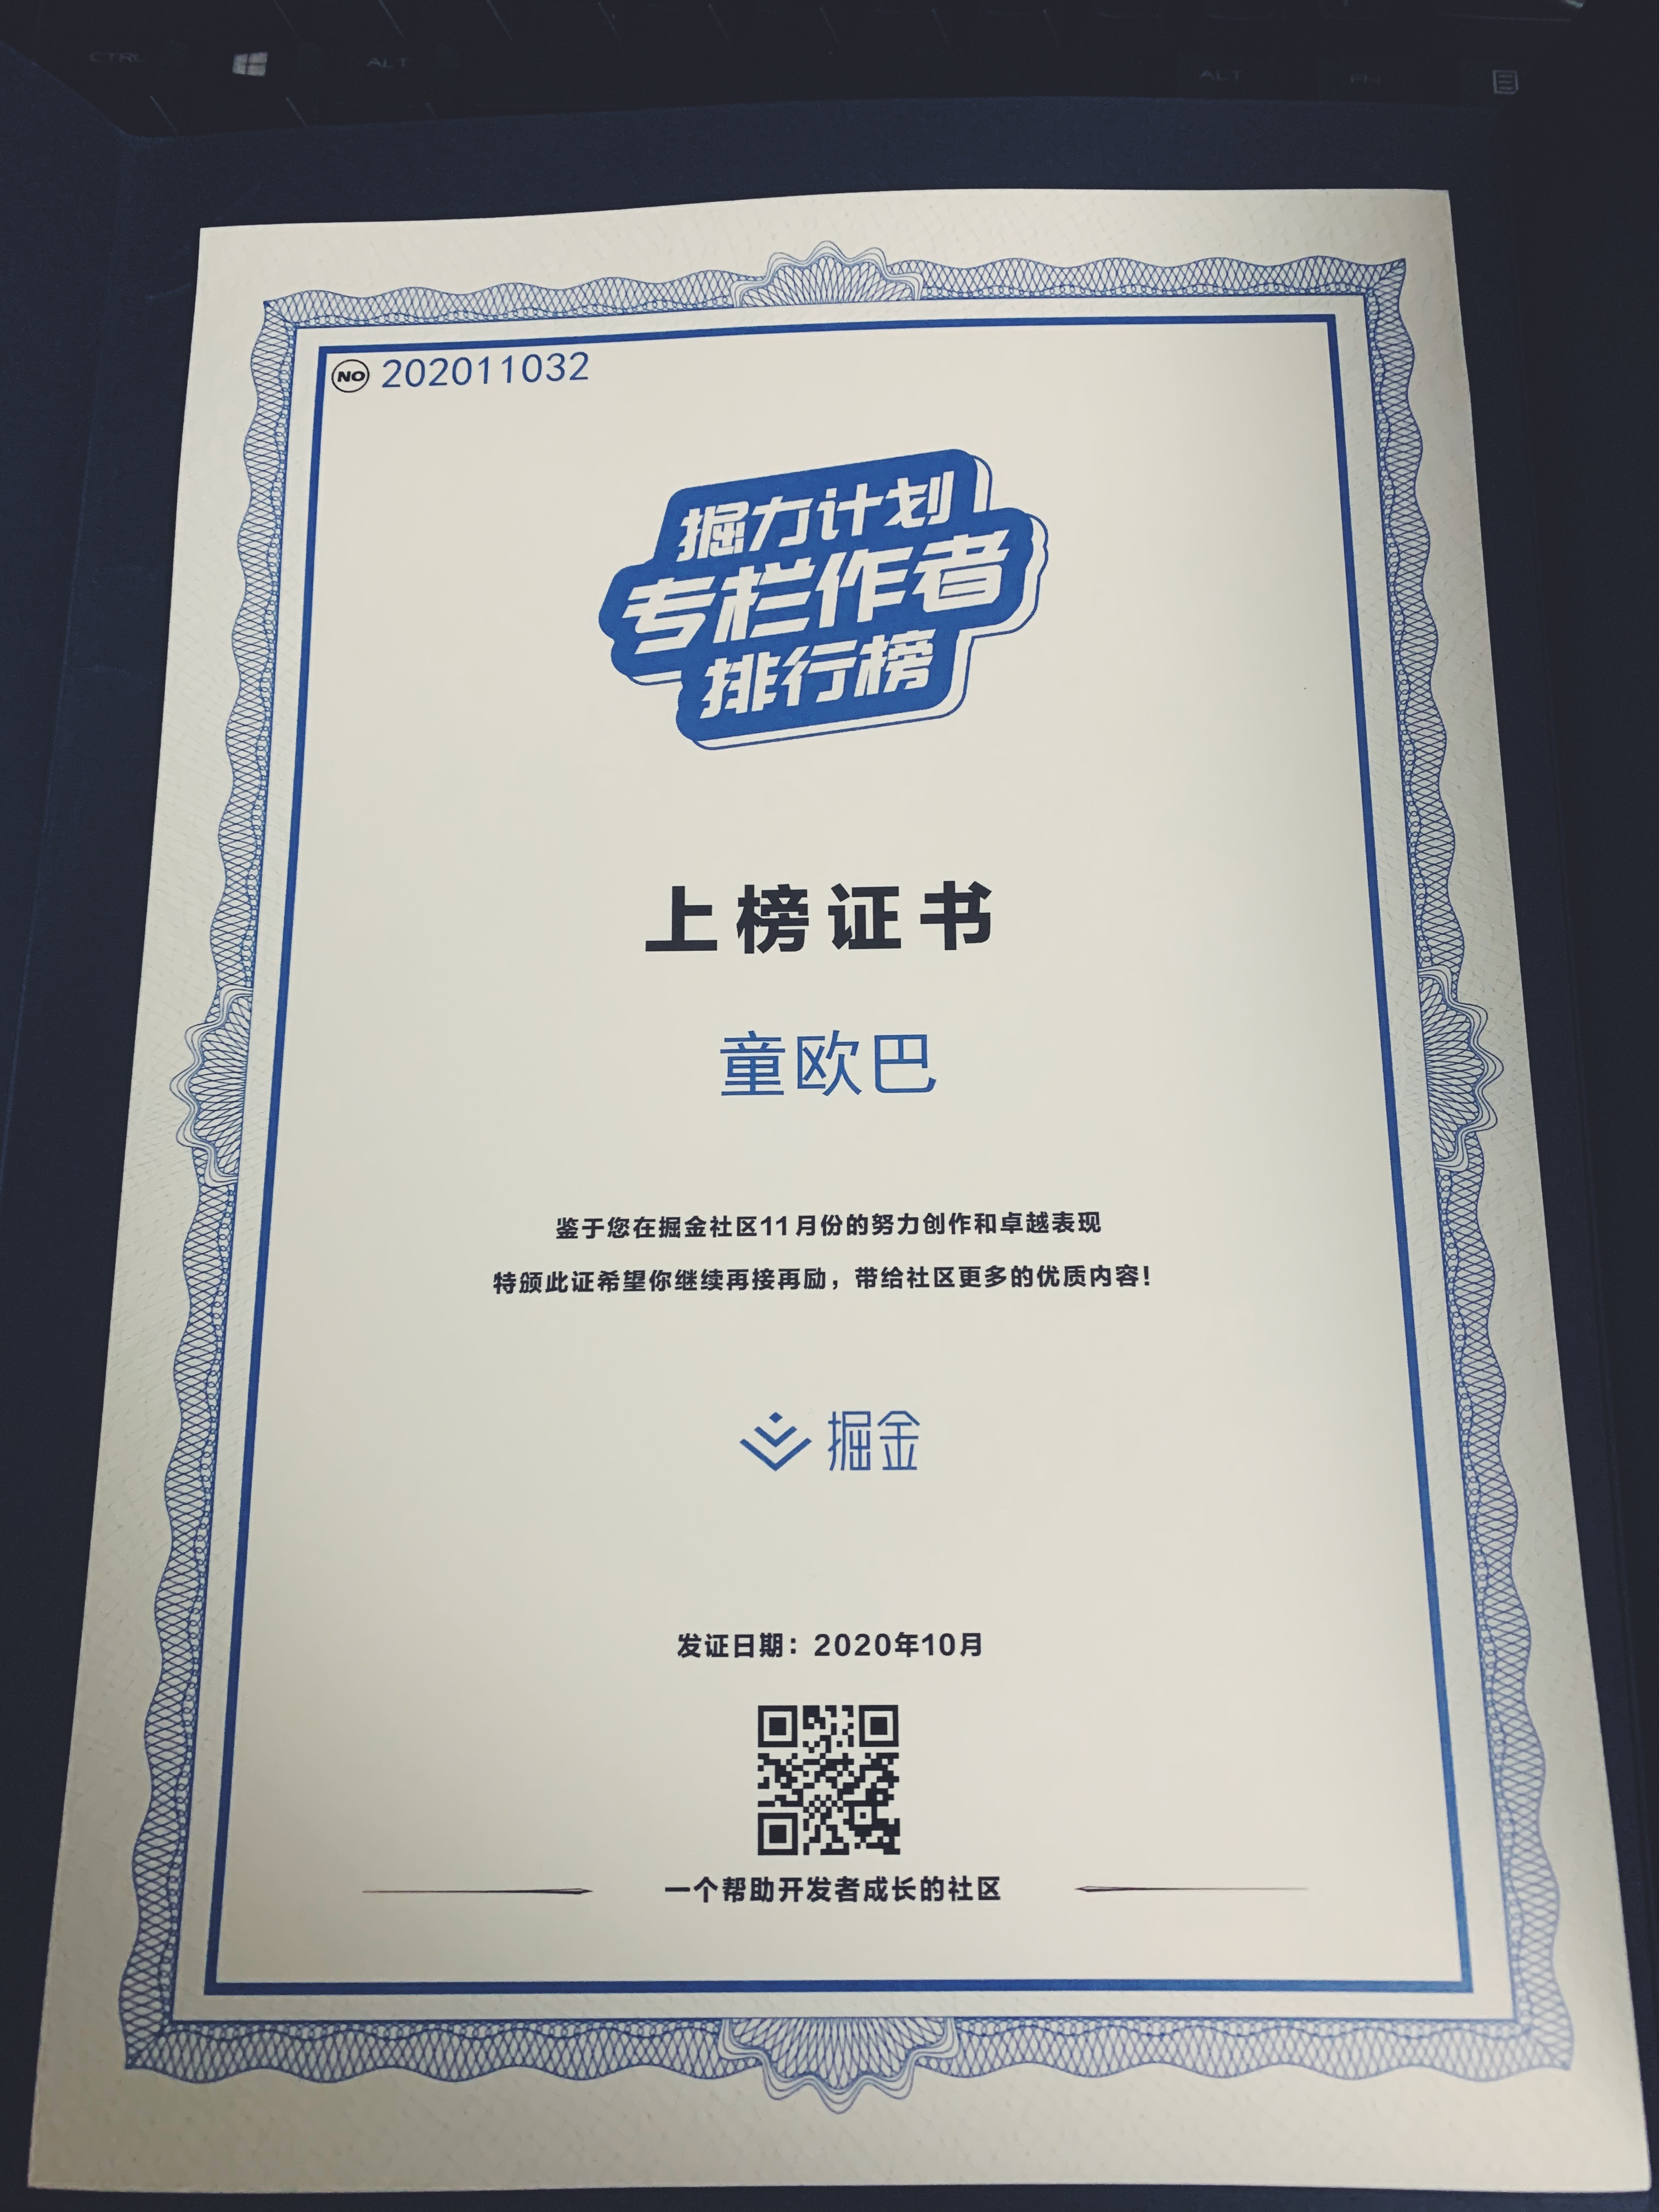 CTRL
ALT
ALT
FN
NO 202011032
掘力计划
专栏作者
排行榜
上榜证书
童欧巴
鉴于您在掘金社区11月份的努力创作和卓越表现
特颁此证希望你继续再接再励，带给社区更多的优质内容！
掘金
发证日期：2020年10月
一个帮助开发者成长的社区